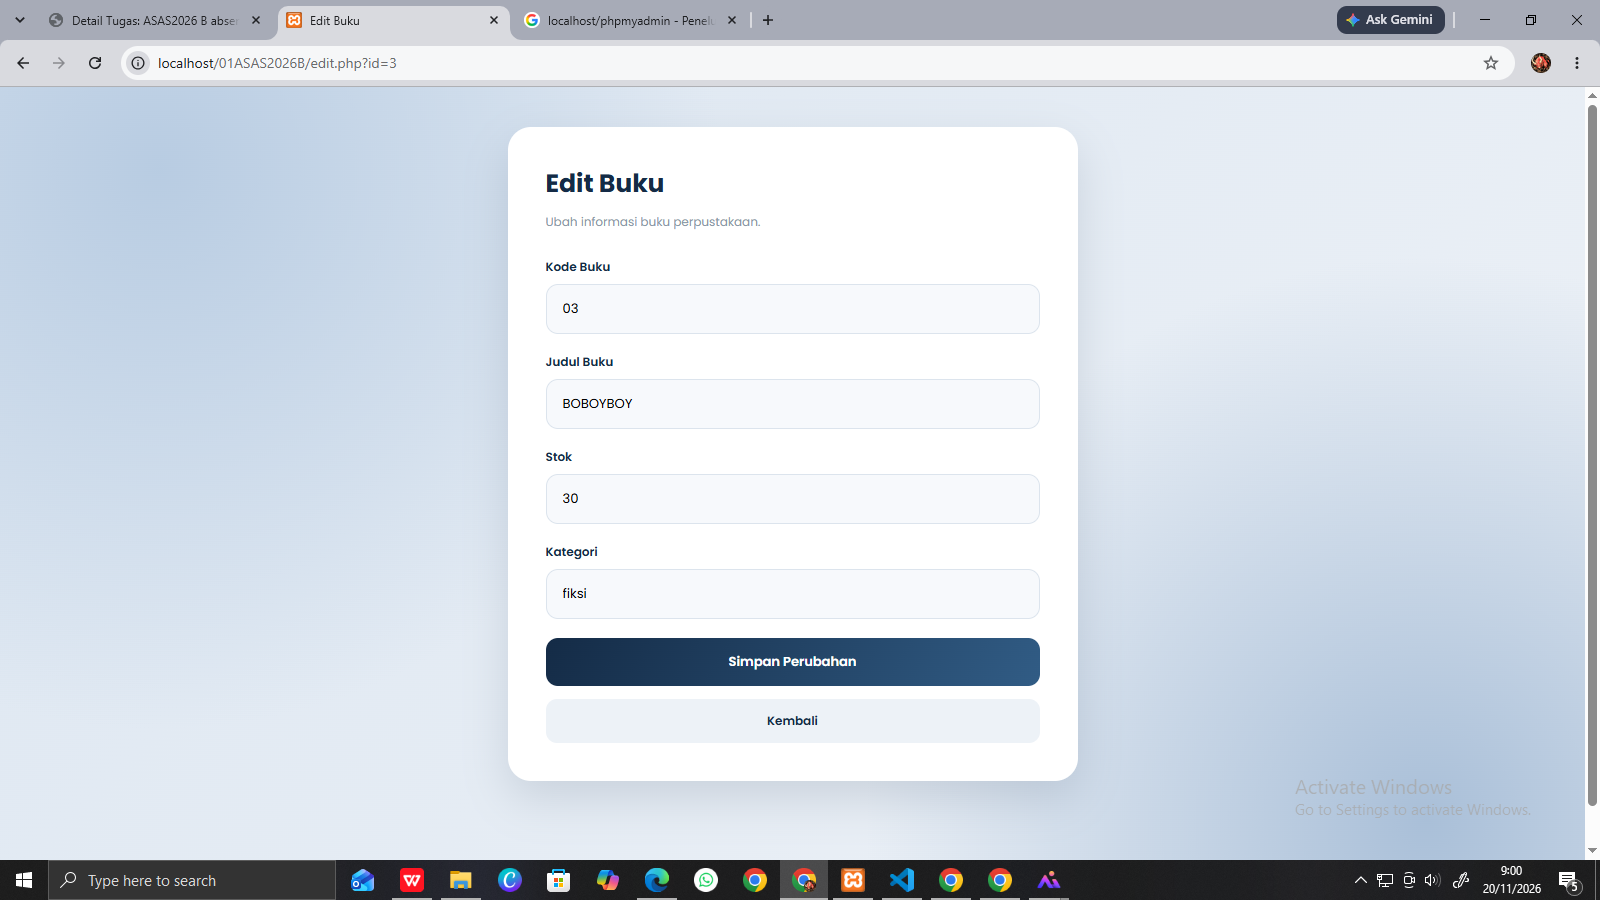 Detail Tugas: ASAS2026 B abse
Edit Buku
localhost/phpmyadmin - Penelu
Ask Gemini
localhost/01ASAS2026B/edit.php?id=3
Edit Buku
Ubah informasi buku perpustakaan.
Kode Buku
03
Judul Buku
BOBOYBOY
Stok
30
Kategori
fiksi
Simpan Perubahan
Kembali
Activate Windows
Go to Settings to activate Windows.
Type here to search
9:00
20/11/2026
5